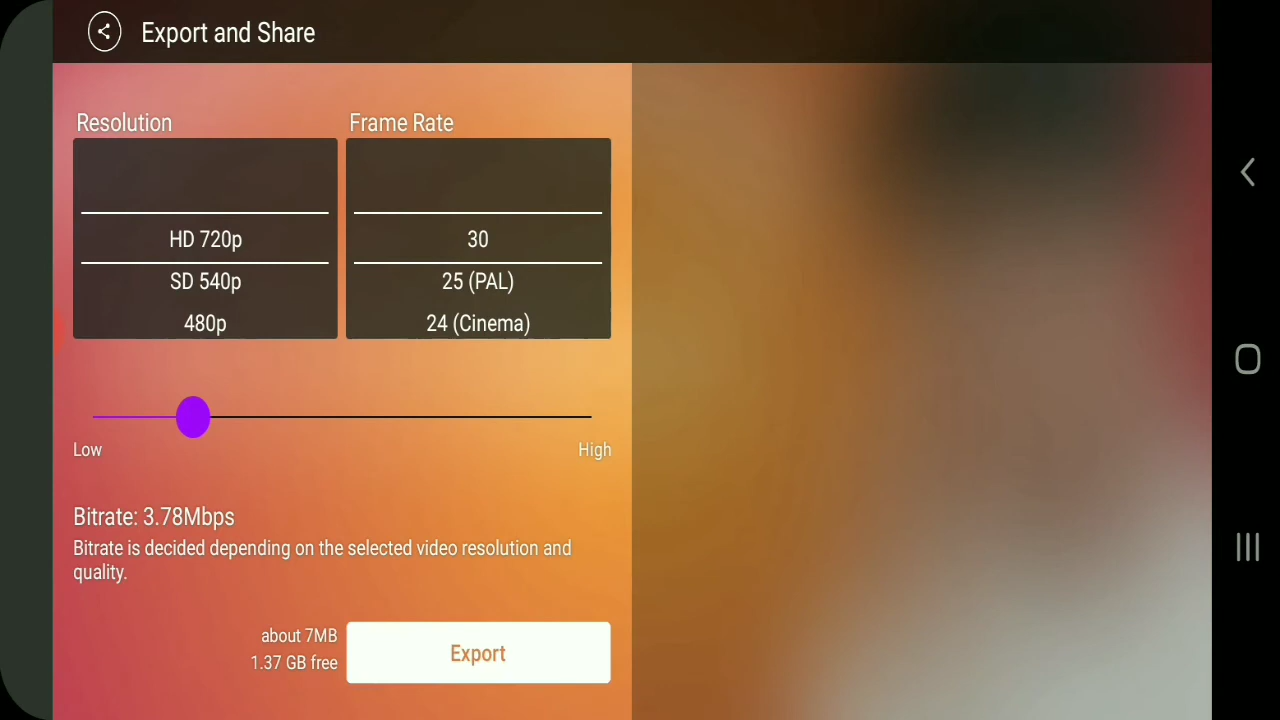 Export and Share
Resolution
Frame Rate
HD 720p
30
SD 540p
25 (PAL)
480p
24 (Cinema)
Low
High
Bitrate: 3.78Mbps
Bitrate is decided depending on the selected video resolution and
quality.
about 7MB
1.37 GB free
Export